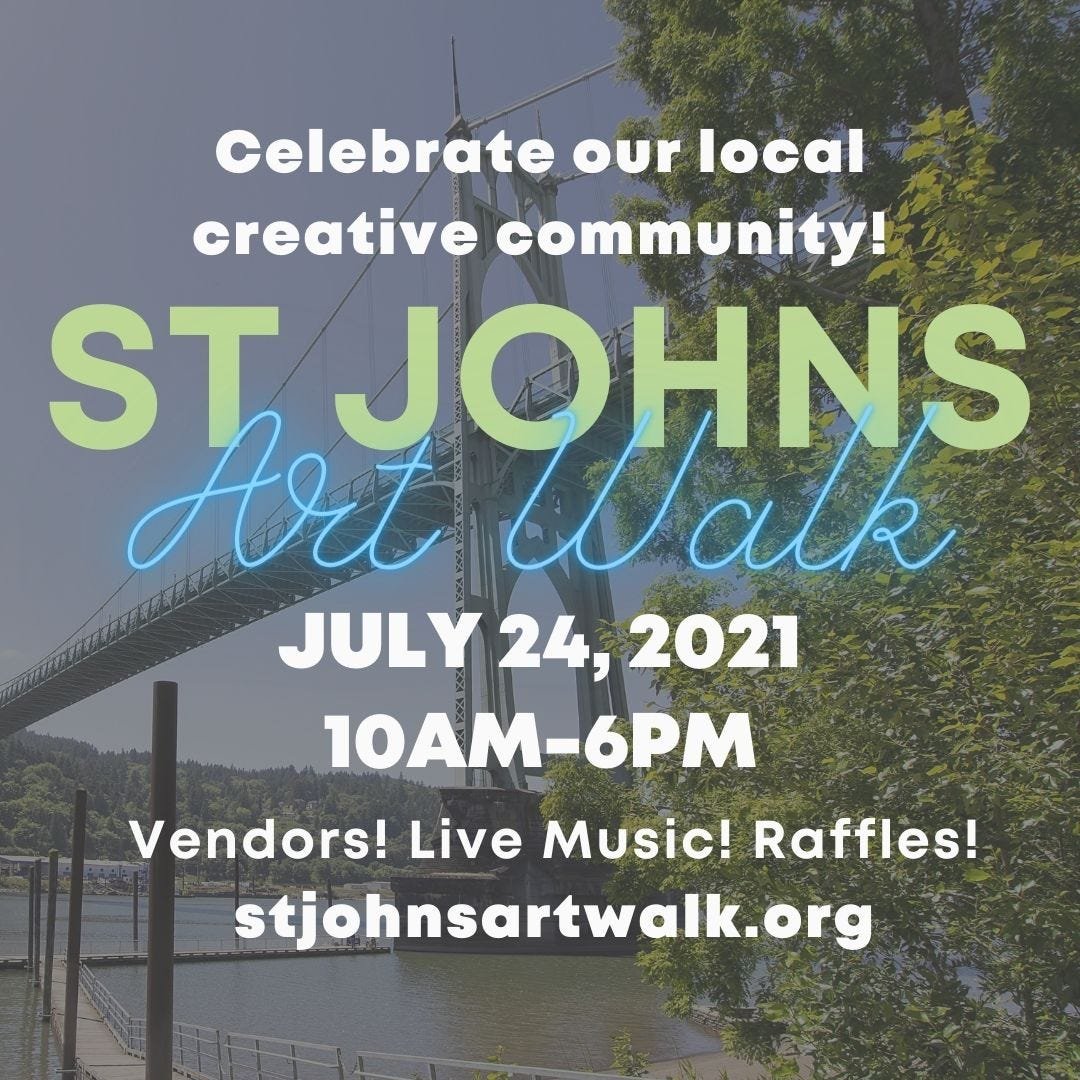 Celebrate our local
creative community!
ST JOHNS
Art Walk
JULY 24, 2021
10AM-6PM
Vendors! Live Music! Raffles!
stjohnsartwalk.org